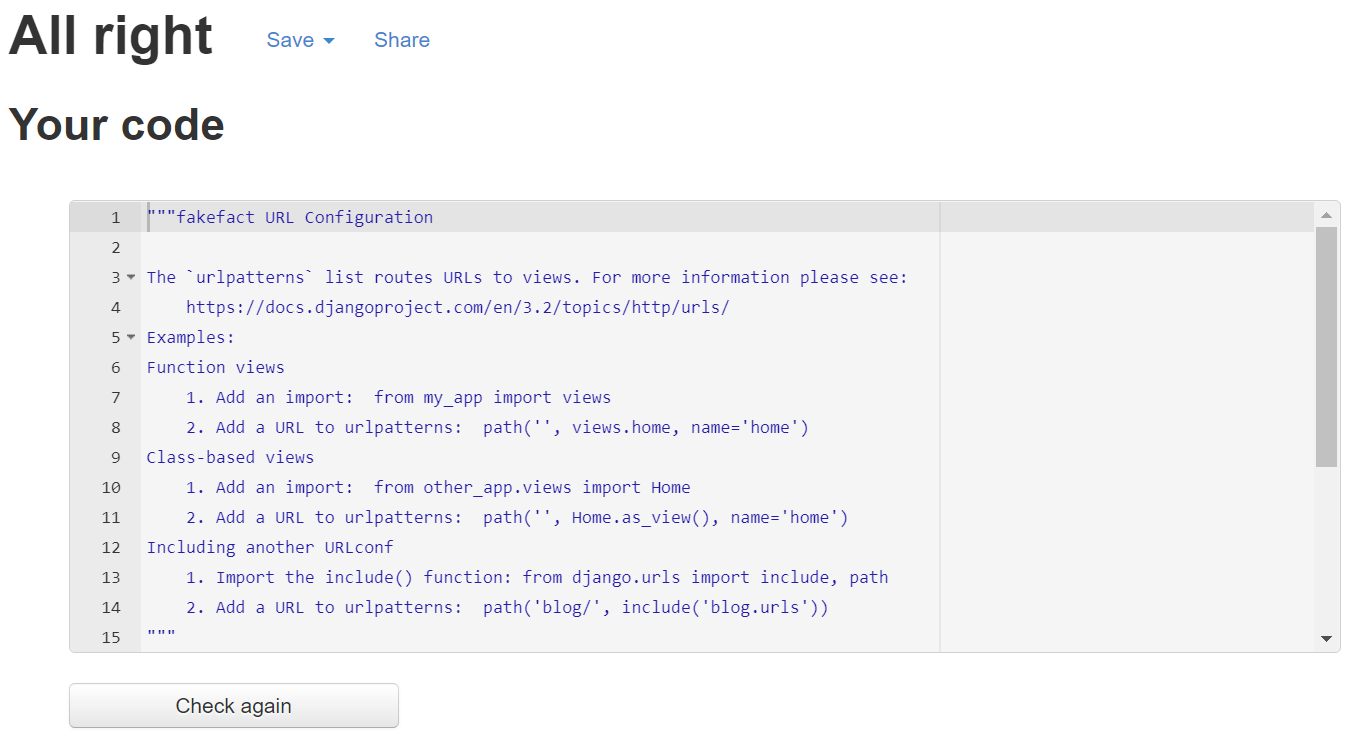 All right Save Share
Your code
1 """fakefact URL Configuration
2
3 The `urlpatterns` list routes URLs to views. For more information please see:
4     https://docs.djangoproject.com/en/3.2/topics/http/urls/
5 Examples:
6 Function views
7     1. Add an import:  from my_app import views
8     2. Add a URL to urlpatterns:  path('', views.home, name='home')
9 Class-based views
10     1. Add an import:  from other_app.views import Home
11     2. Add a URL to urlpatterns:  path('', Home.as_view(), name='home')
12 Including another URLconf
13     1. Import the include() function: from django.urls import include, path
14     2. Add a URL to urlpatterns:  path('blog/', include('blog.urls'))
15 """
Check again